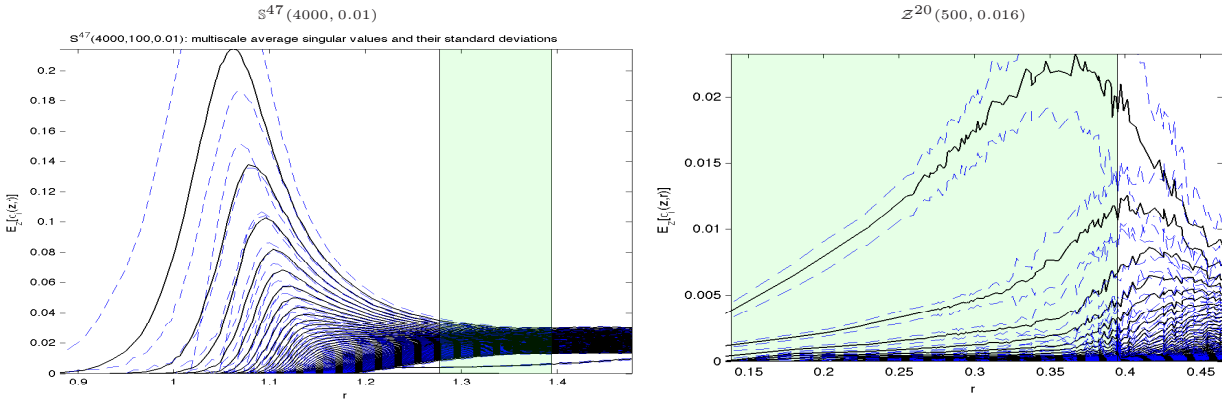 𝕊⁴⁷(4000, 0.01)
S⁴⁷(4000,100,0.01): multiscale average singular values and their standard deviations
E_Z[σ_i(z,r)]
0.2
0.18
0.16
0.14
0.12
0.1
0.08
0.06
0.04
0.02
0
0.9 1 1.1 1.2 1.3 1.4
r
𝒵²⁰(500, 0.016)
E_Z[σ_i(z,r)]
0.02
0.015
0.01
0.005
0
0.15 0.2 0.25 0.3 0.35 0.4 0.45
r